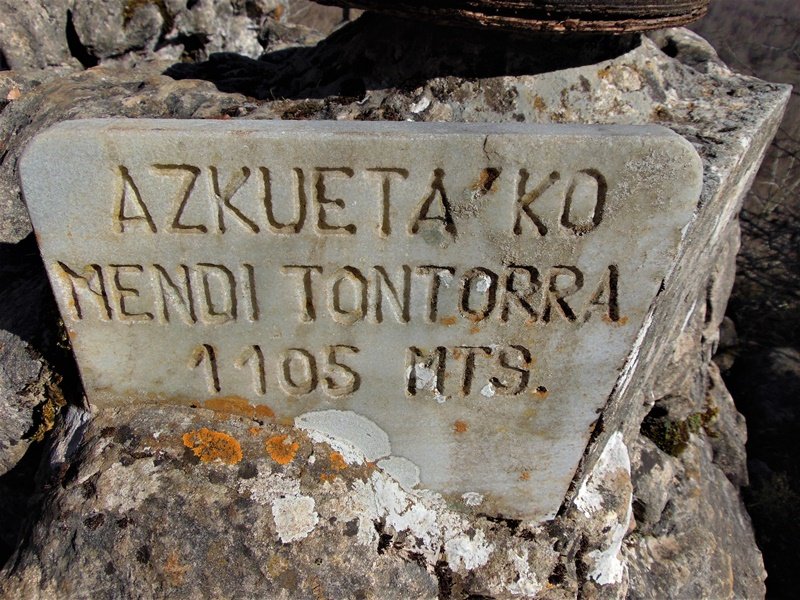 AZKUETA'KO
MENDI TONTORRA
1105 MTS.